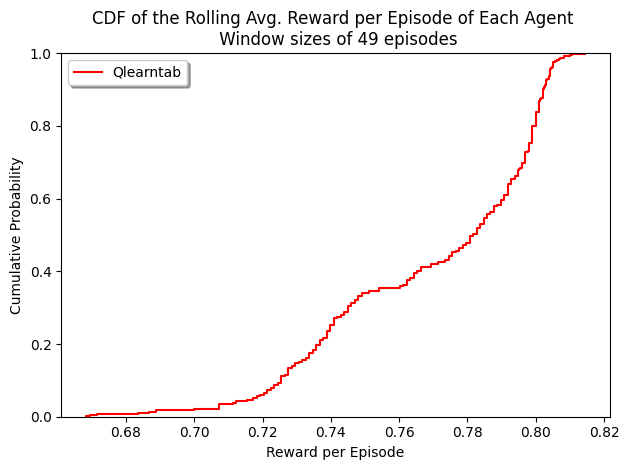 CDF of the Rolling Avg. Reward per Episode of Each Agent
Window sizes of 49 episodes
Qlearntab
Cumulative Probability
1.0
0.8
0.6
0.4
0.2
0.0
0.68 0.70 0.72 0.74 0.76 0.78 0.80 0.82
Reward per Episode